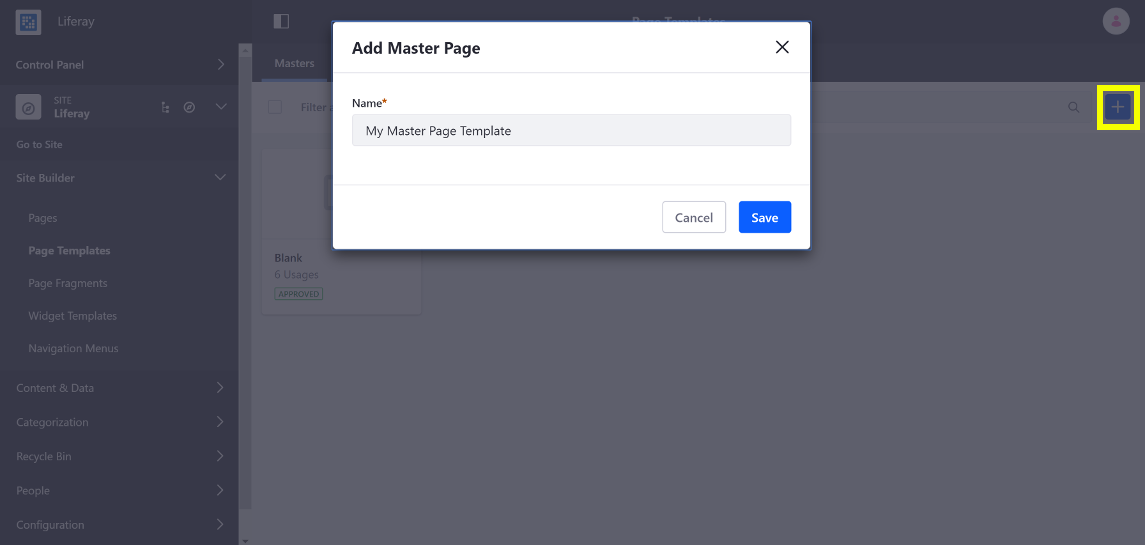 Liferay
Page Templates
Control Panel
Masters
SITE
Liferay
Filter
Go to Site
Site Builder
Pages
Page Templates
Page Fragments
Widget Templates
Navigation Menus
Content & Data
Categorization
Recycle Bin
People
Configuration
Add Master Page
Name*
My Master Page Template
Cancel
Save
Blank
6 Usages
APPROVED